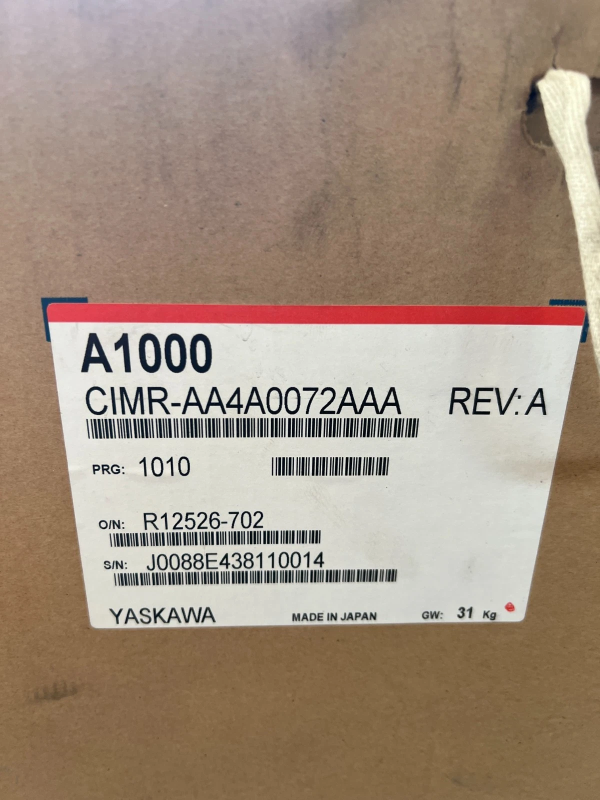 A1000
CIMR-AA4A0072AAA REV: A
PRG: 1010
O/N: R12526-702
S/N: J0088E438110014
YASKAWA MADE IN JAPAN GW: 31 Kg